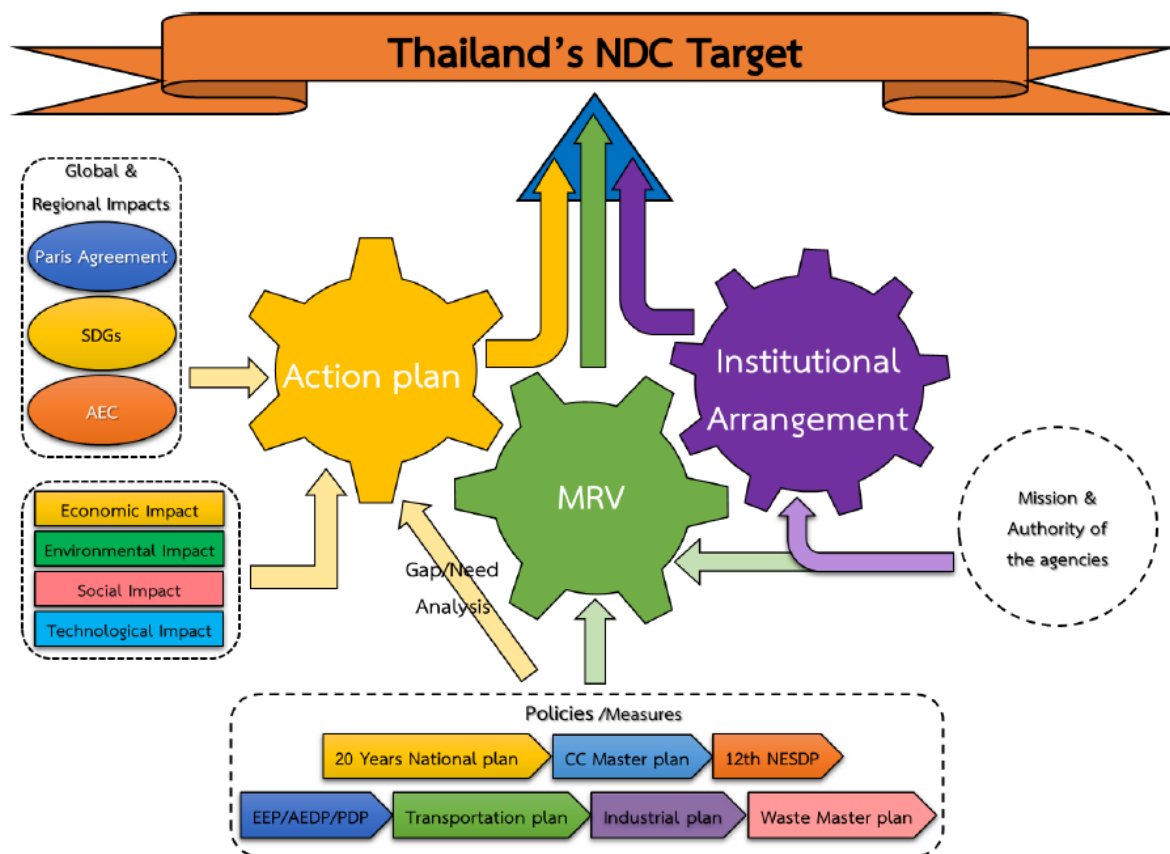 Thailand's NDC Target
Global &
Regional Impacts
Paris Agreement
SDGs
AEC
Action plan
Institutional
Arrangement
MRV
Economic Impact
Environmental Impact
Social Impact
Technological Impact
Gap/Need
Analysis
Mission &
Authority of
the agencies
Policies /Measures
20 Years National plan
CC Master plan
12th NESDP
EEP/AEDP/PDP
Transportation plan
Industrial plan
Waste Master plan